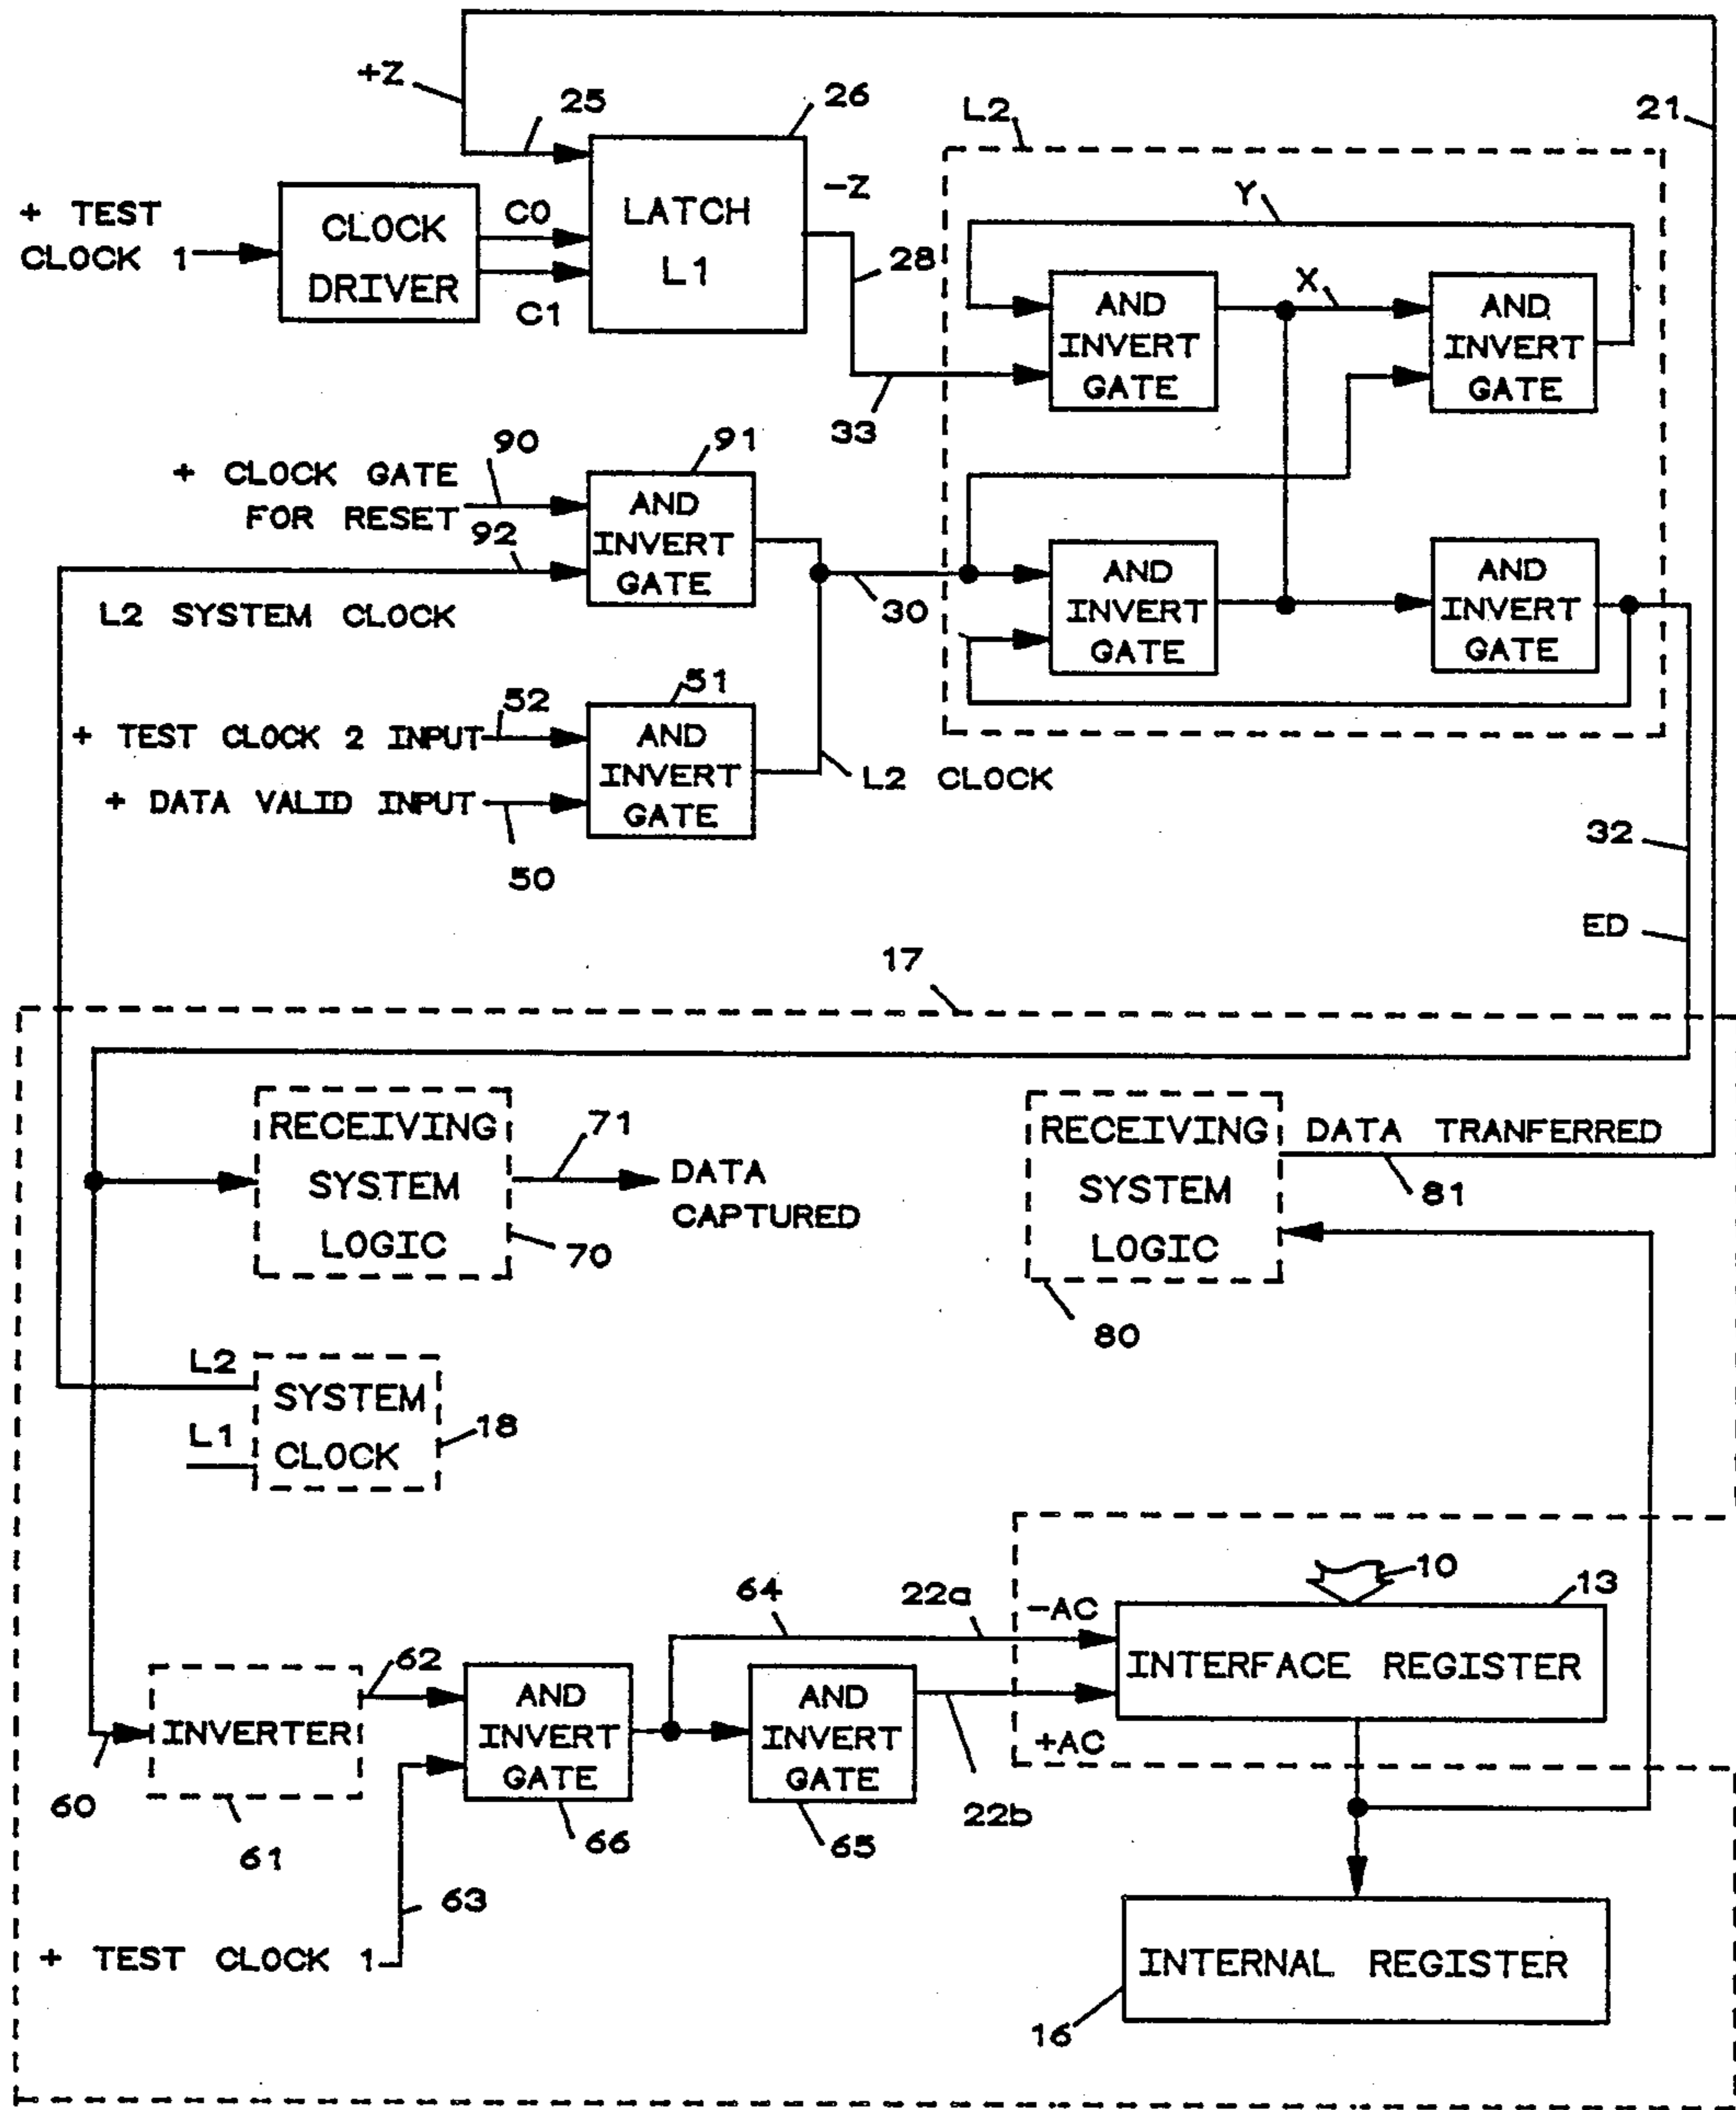 +Z
25
26
L2
21
+ TEST
CLOCK 1
CLOCK
DRIVER
C0
C1
LATCH
L1
-Z
28
33
Y
X
AND
INVERT
GATE
AND
INVERT
GATE
+ CLOCK GATE
FOR RESET
90
92
91
AND
INVERT
GATE
L2 SYSTEM CLOCK
30
AND
INVERT
GATE
AND
INVERT
GATE
+ TEST CLOCK 2 INPUT
52
51
+ DATA VALID INPUT
50
AND
INVERT
GATE
L2 CLOCK
32
ED
17
RECEIVING
SYSTEM
LOGIC
70
71
DATA
CAPTURED
RECEIVING
SYSTEM
LOGIC
80
DATA TRANFERRED
81
L2
L1
SYSTEM
CLOCK
18
60
INVERTER
61
62
63
+ TEST CLOCK 1
AND
INVERT
GATE
66
64
AND
INVERT
GATE
65
22a
22b
-AC
+AC
10
13
INTERFACE REGISTER
INTERNAL REGISTER
16